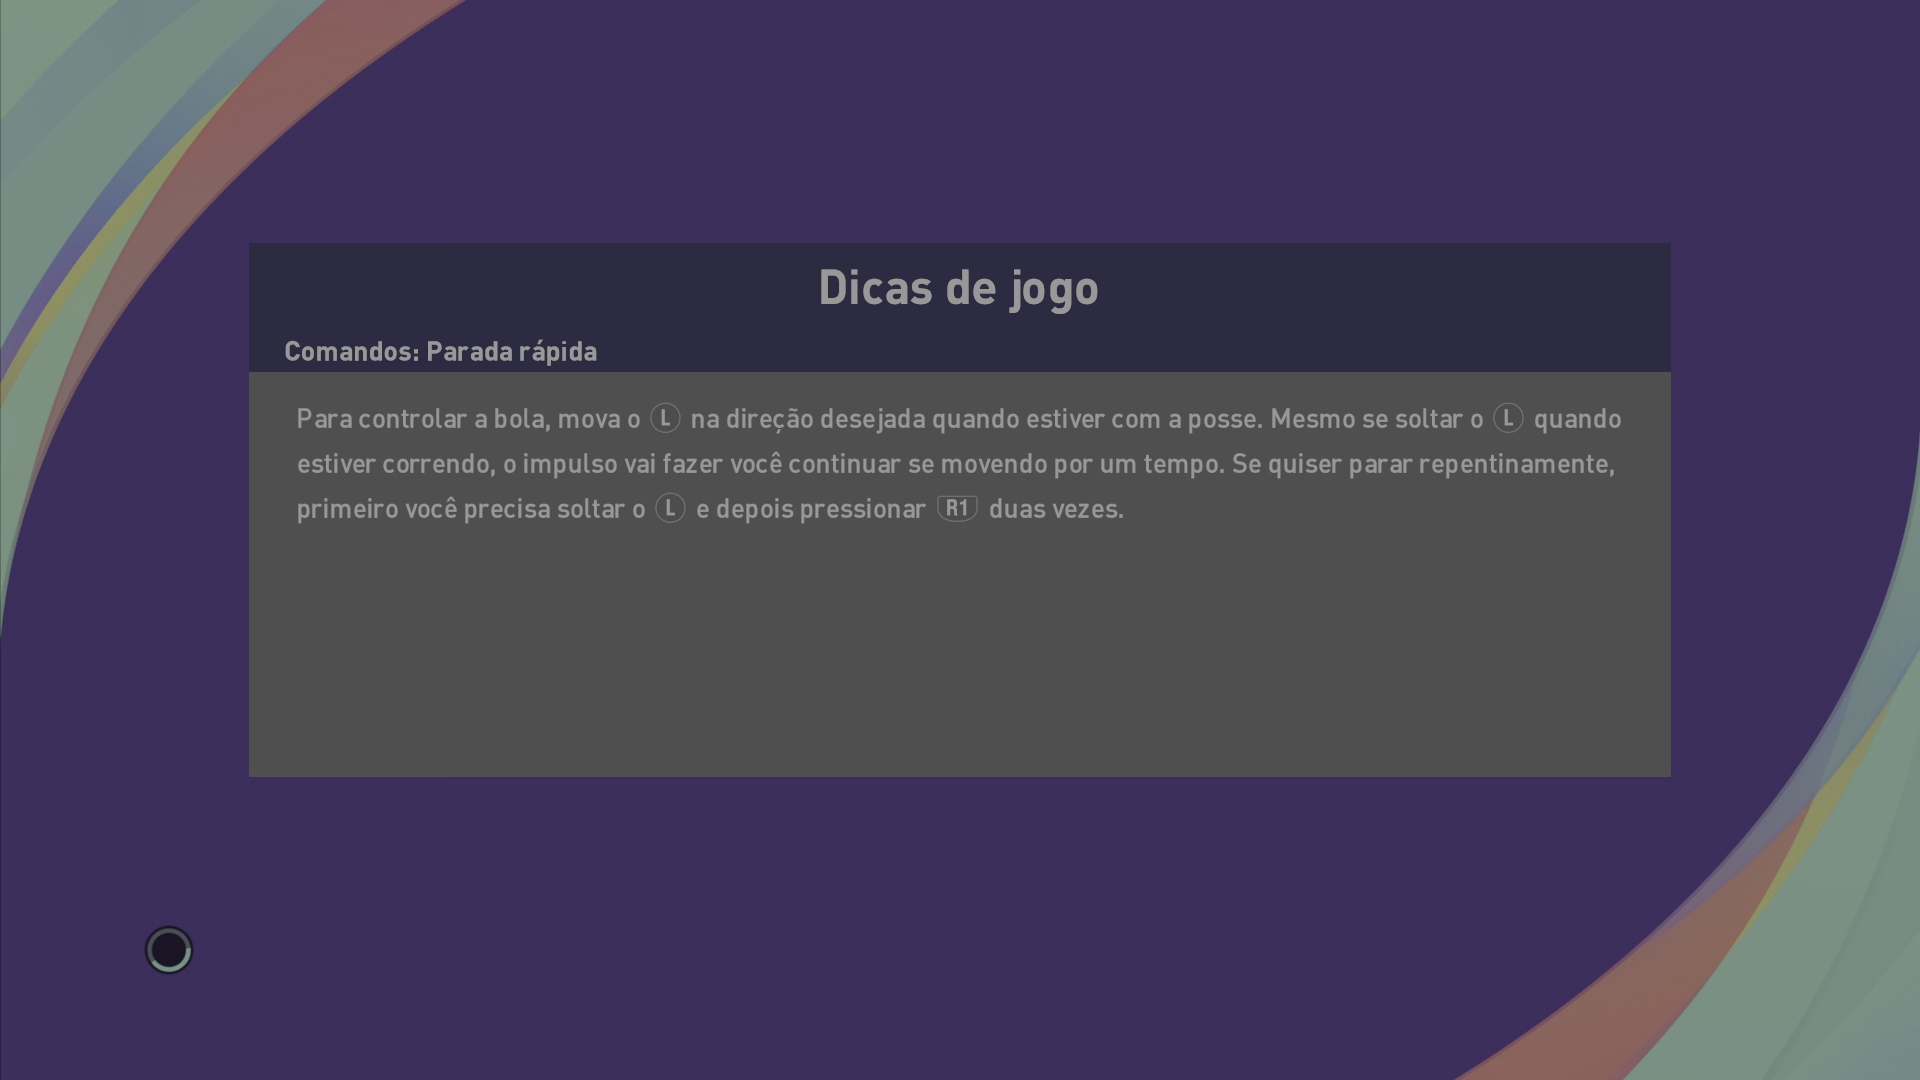 Dicas de jogo
Comandos: Parada rápida
Para controlar a bola, mova o L na direção desejada quando estiver com a posse. Mesmo se soltar o L quando
estiver correndo, o impulso vai fazer você continuar se movendo por um tempo. Se quiser parar repentinamente,
primeiro você precisa soltar o L e depois pressionar R1 duas vezes.